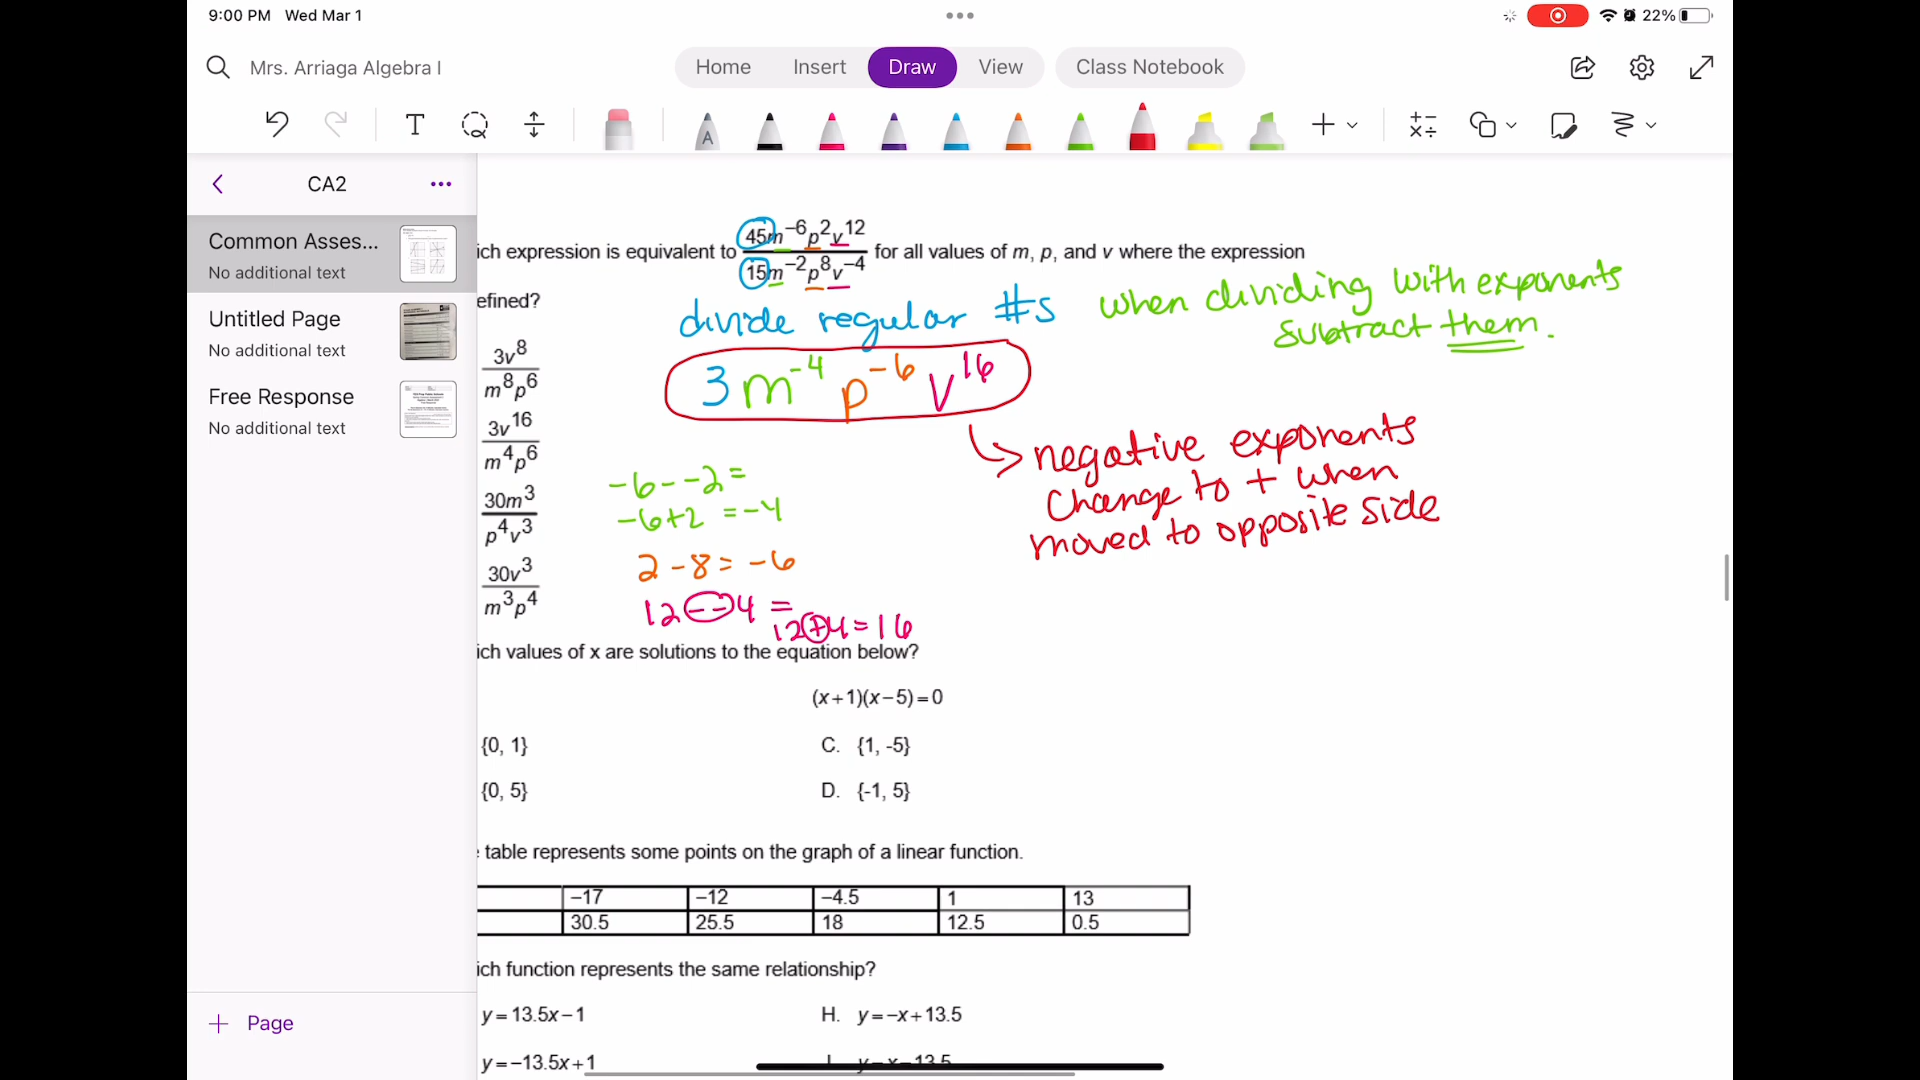 9:00 PM Wed Mar 1
22%
Mrs. Arriaga Algebra I
Home Insert Draw View Class Notebook
T A
CA2
Common Asses...
No additional text
Untitled Page
No additional text
Free Response
No additional text
+ Page
ich expression is equivalent to 45m^-6p^2v^12 / 15m^-2p^8v^-4 for all values of m, p, and v where the expression
efined?
divide regular #s
when dividing with exponents
subtract them.
3m^-4 p^-6 v^16
3v^8 / m^8p^6
3v^16 / m^4p^6
30m^3 / p^4v^3
30v^3 / m^3p^4
negative exponents
change to + when
moved to opposite side
-6--2=
-6+2 =-4
2-8=-6
12--4 =
12+4=16
ich values of x are solutions to the equation below?
(x+1)(x−5)=0
{0, 1} C. {1, -5}
{0, 5} D. {-1, 5}
table represents some points on the graph of a linear function.
−17 −12 −4.5 1 13
30.5 25.5 18 12.5 0.5
ich function represents the same relationship?
y=13.5x−1 H. y=−x+13.5
y=−13.5x+1